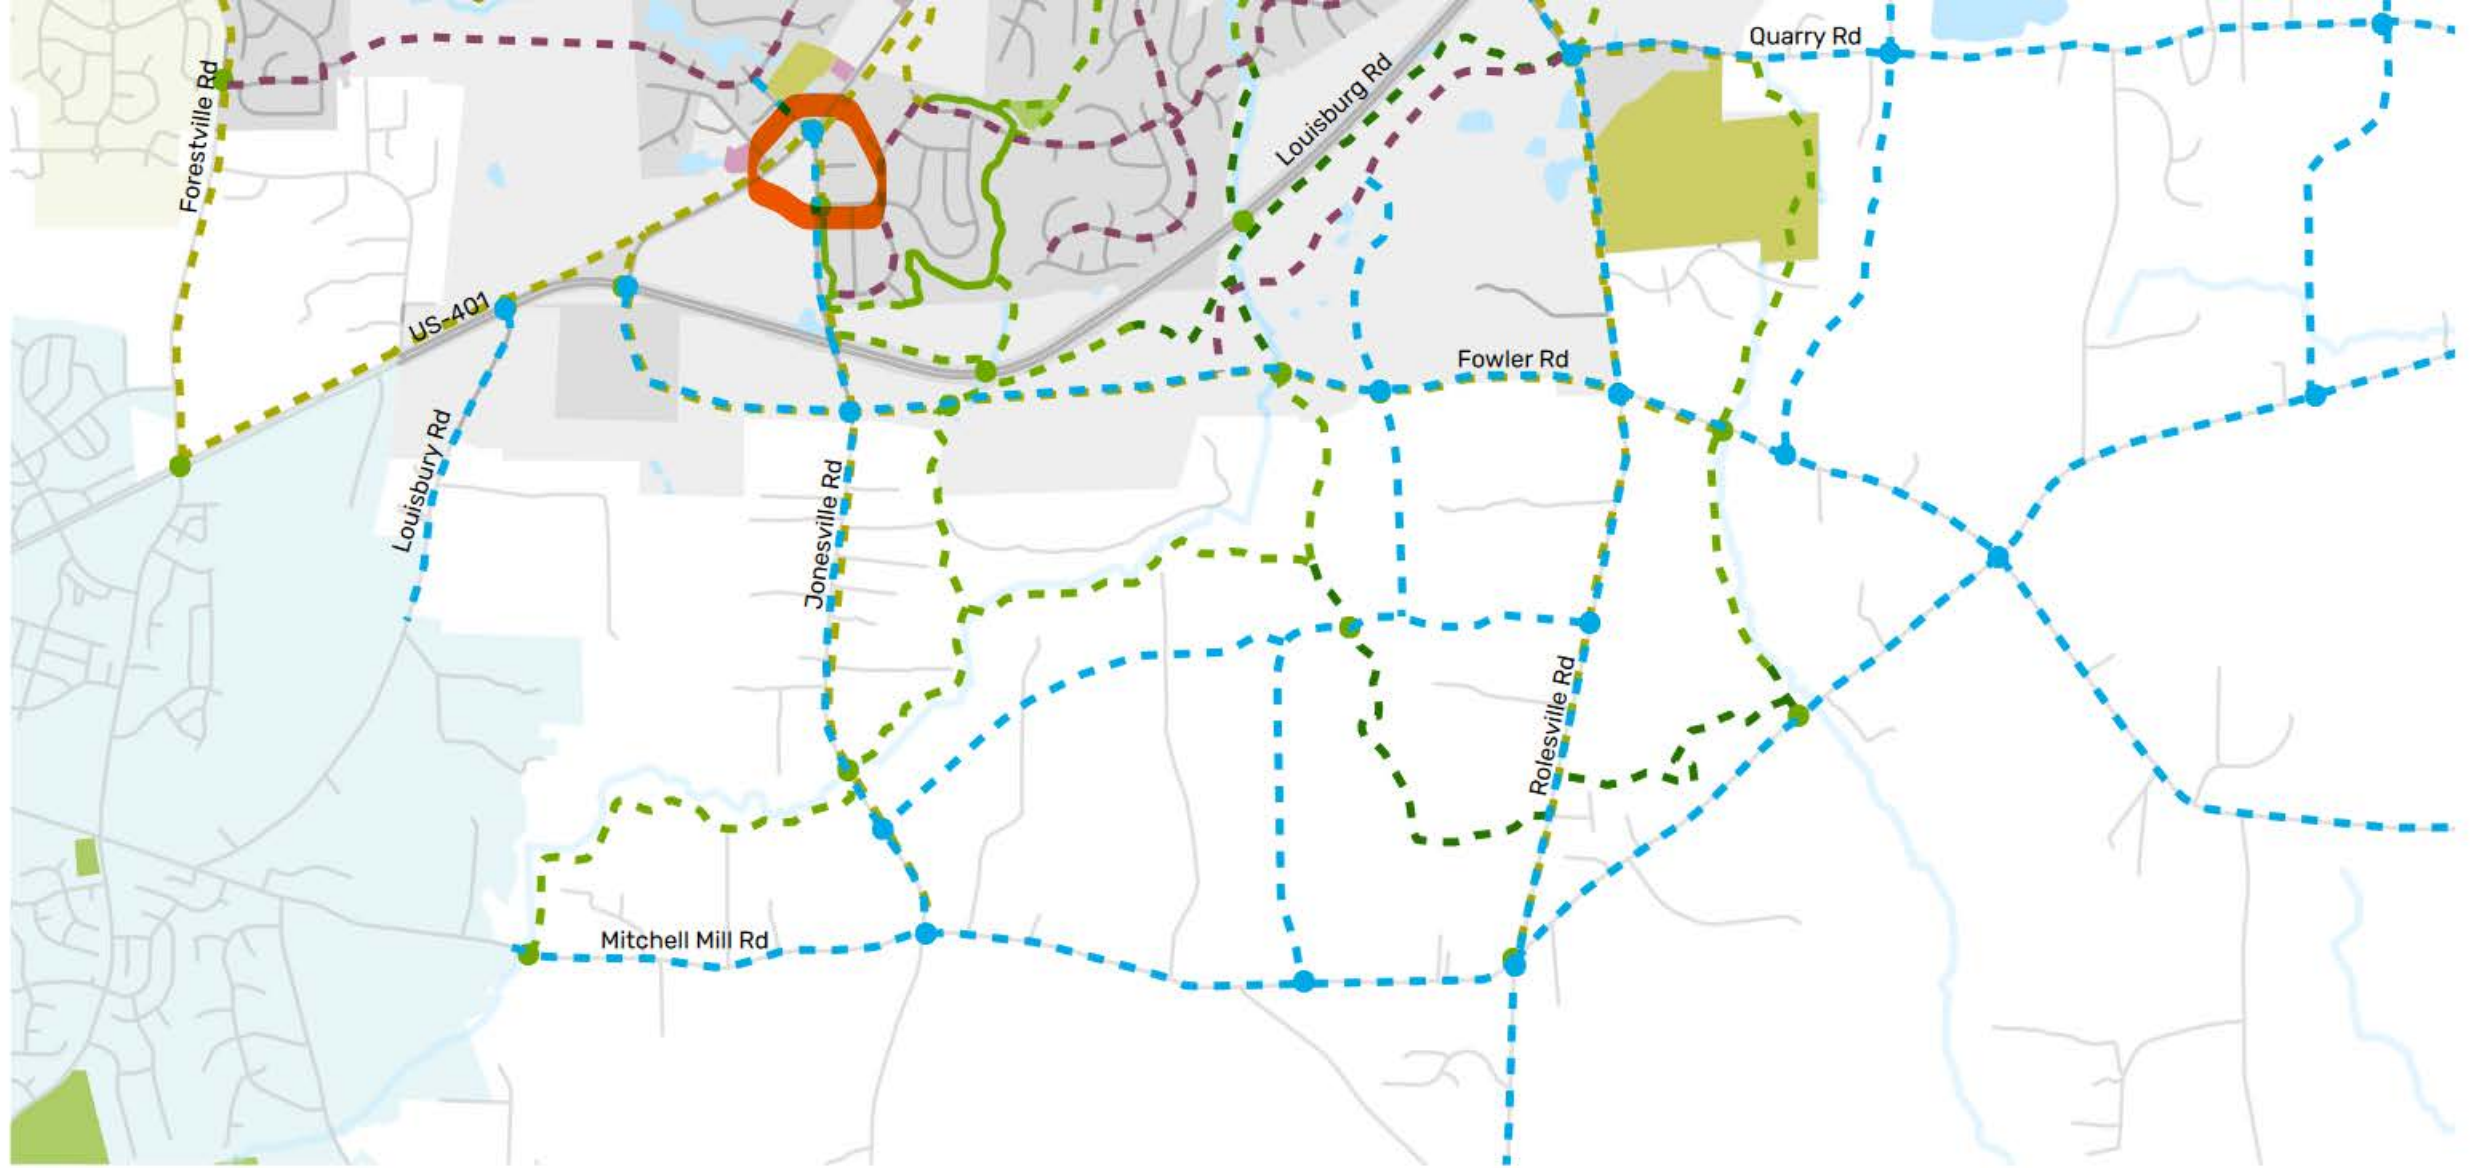 Quarry Rd
Louisburg Rd
Forestville Rd
US-401
Fowler Rd
Louisbury Rd
Jonesville Rd
Rolesville Rd
Mitchell Mill Rd